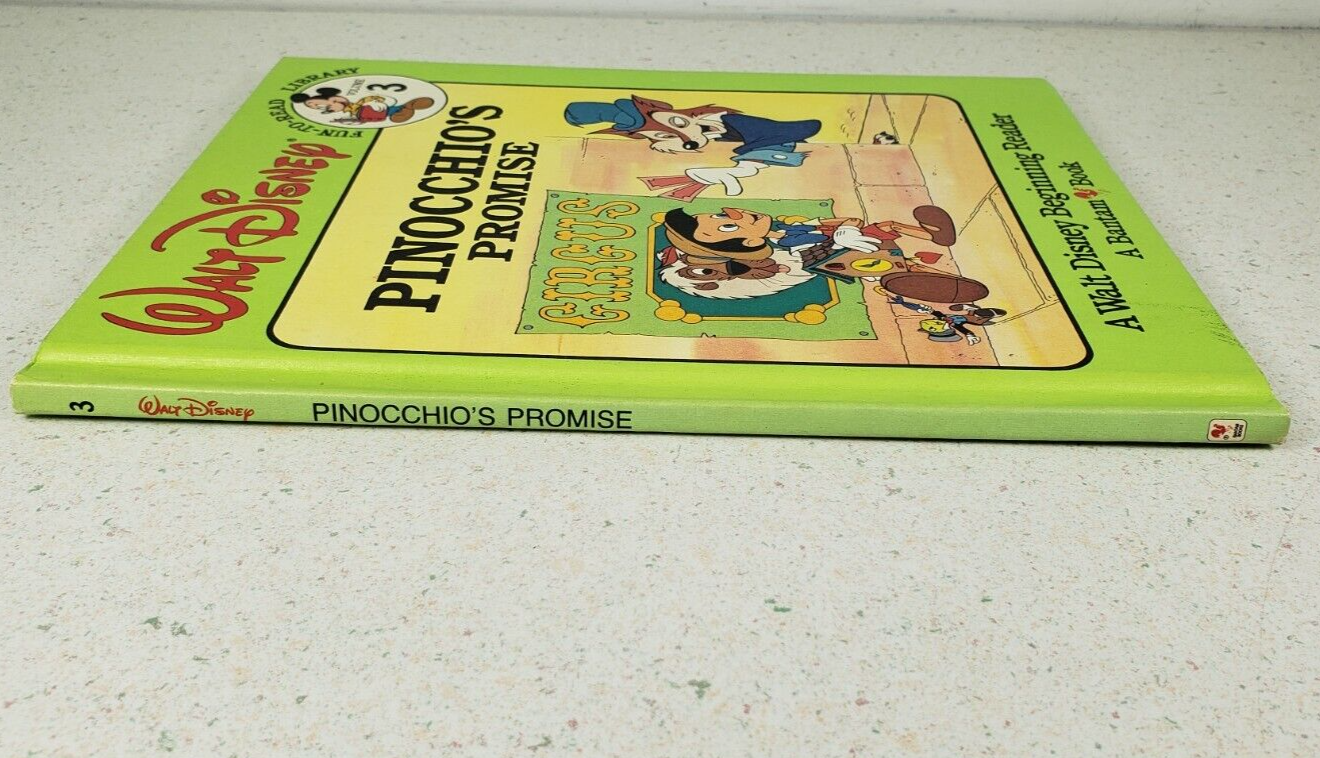 FUN-TO-READ LIBRARY
VOLUME
3
WALT DISNEY
PINOCCHIO'S
PROMISE
CIRCUS
A Walt Disney Beginning Reader
A Bantam Book
3 WALT DISNEY PINOCCHIO'S PROMISE